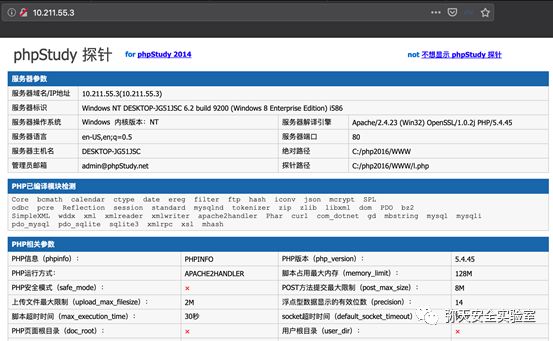 10.211.55.3
phpStudy 探针 for phpStudy 2014 not 不想显示 phpStudy 探针
服务器参数
服务器域名/IP地址 10.211.55.3(10.211.55.3)
服务器标识 Windows NT DESKTOP-JG51JSC 6.2 build 9200 (Windows 8 Enterprise Edition) i586
服务器操作系统 Windows 内核版本：NT 服务器解译引擎 Apache/2.4.23 (Win32) OpenSSL/1.0.2j PHP/5.4.45
服务器语言 en-US,en;q=0.5 服务器端口 80
服务器主机名 DESKTOP-JG51JSC 绝对路径 C:/php2016/WWW
管理员邮箱 admin@phpStudy.net 探针路径 C:/php2016/WWW/l.php
PHP已编译模块检测
Core bcmath calendar ctype date ereg filter ftp hash iconv json mcrypt SPL
odbc pcre Reflection session standard mysqlnd tokenizer zip zlib libxml dom PDO bz2
SimpleXML wddx xml xmlreader xmlwriter apache2handler Phar curl com_dotnet gd mbstring mysql mysqli
pdo_mysql pdo_sqlite sqlite3 xmlrpc xsl mhash
PHP相关参数
PHP信息（phpinfo）： PHPINFO PHP版本（php_version）： 5.4.45
PHP运行方式： APACHE2HANDLER 脚本占用最大内存（memory_limit）： 128M
PHP安全模式（safe_mode）： × POST方法提交最大限制（post_max_size）： 8M
上传文件最大限制（upload_max_filesize）： 2M 浮点型数据显示的有效位数（precision）： 14
脚本超时时间（max_execution_time）： 30秒 socket超时时间（default_socket_timeout）：
PHP页面根目录（doc_root）： × 用户根目录（user_dir）： ×
弥天安全实验室